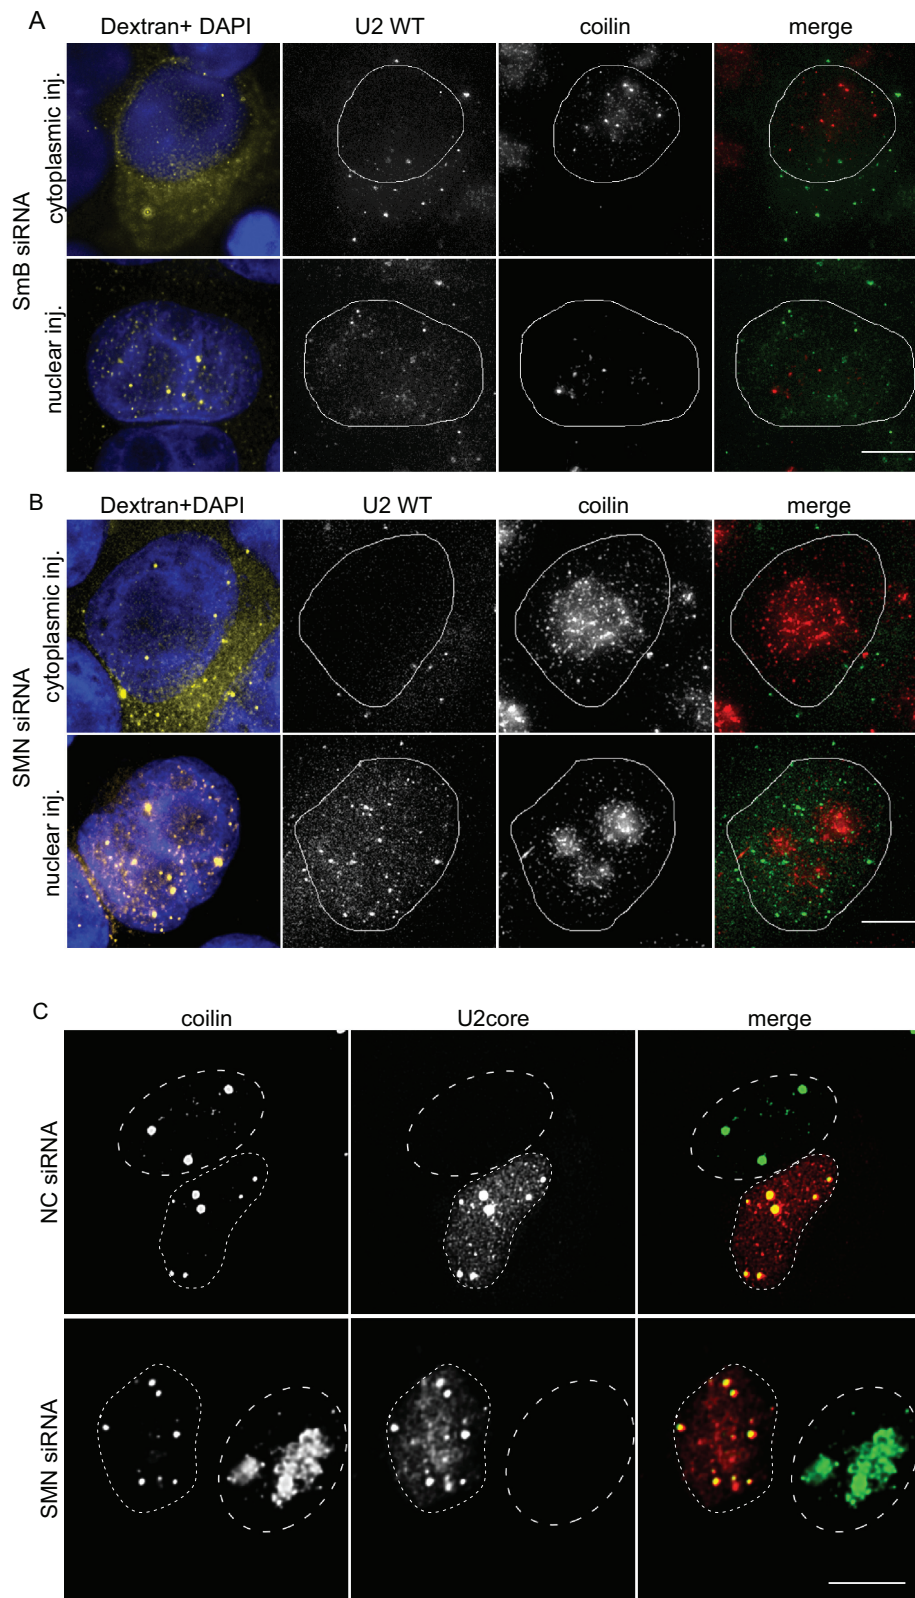 A
Dextran+ DAPI
U2 WT
coilin
merge
SmB siRNA
cytoplasmic inj.
nuclear inj.
B
Dextran+DAPI
U2 WT
coilin
merge
SMN siRNA
cytoplasmic inj.
nuclear inj.
C
coilin
U2core
merge
NC siRNA
SMN siRNA